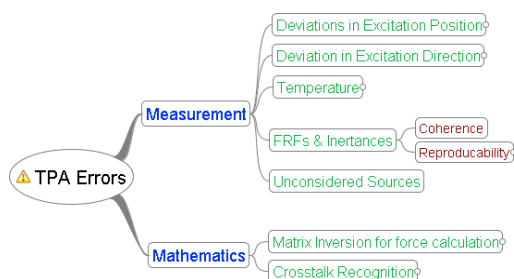 Deviations in Excitation Position
Deviation in Excitation Direction
Temperature
Measurement
FRFs & Inertances
Coherence
Reproducability
Unconsidered Sources
TPA Errors
Mathematics
Matrix Inversion for force calculation
Crosstalk Recognition